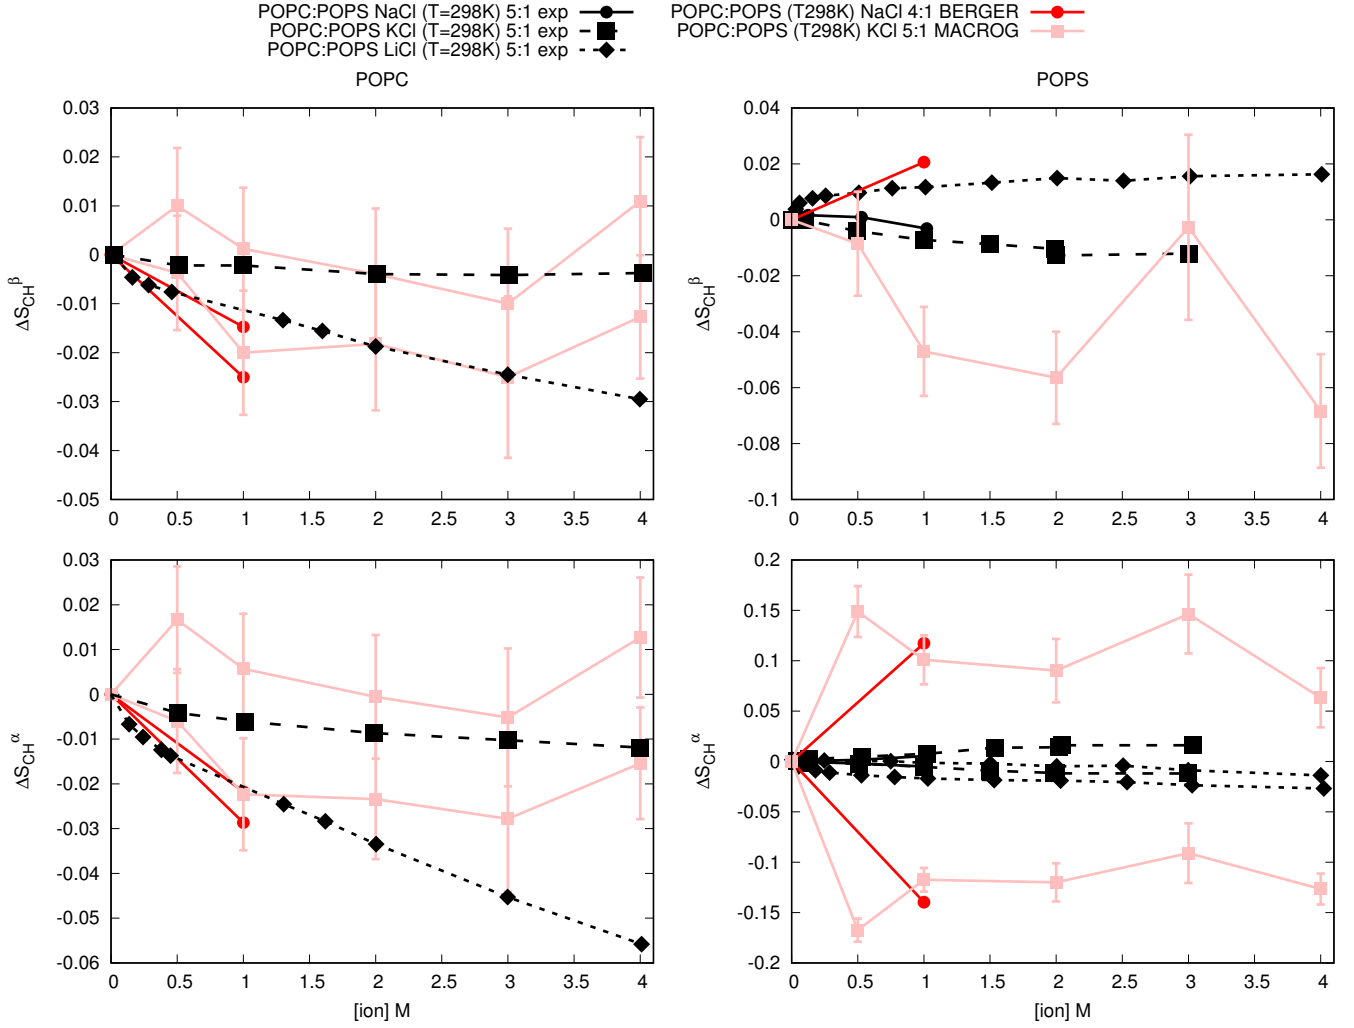 POPC:POPS NaCl (T=298K) 5:1 exp
POPC:POPS KCl (T=298K) 5:1 exp
POPC:POPS LiCl (T=298K) 5:1 exp
POPC:POPS (T298K) NaCl 4:1 BERGER
POPC:POPS (T298K) KCl 5:1 MACROG
POPC
0.03
0.02
0.01
0
-0.01
-0.02
-0.03
-0.04
-0.05
ΔS_CH^β
0 0.5 1 1.5 2 2.5 3 3.5 4
POPS
0.04
0.02
0
-0.02
-0.04
-0.06
-0.08
-0.1
ΔS_CH^β
0 0.5 1 1.5 2 2.5 3 3.5 4
0.03
0.02
0.01
0
-0.01
-0.02
-0.03
-0.04
-0.05
-0.06
ΔS_CH^α
0 0.5 1 1.5 2 2.5 3 3.5 4
[ion] M
0.2
0.15
0.1
0.05
0
-0.05
-0.1
-0.15
-0.2
ΔS_CH^α
0 0.5 1 1.5 2 2.5 3 3.5 4
[ion] M